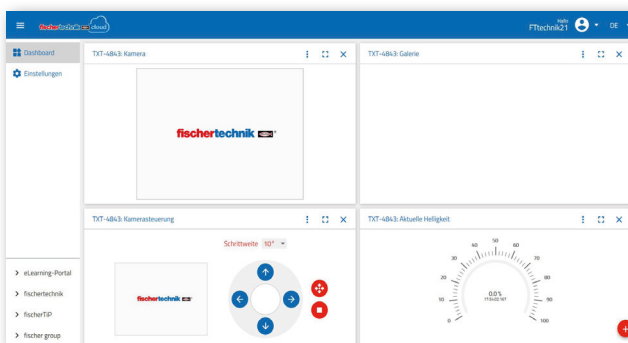 fischertechnik cloud
Hello
FTtechnik21
DE
Dashboard
Einstellungen
TXT-4843: Kamera
fischertechnik
TXT-4843: Galerie
TXT-4843: Kamerasteuerung
Schrittweite 10°
fischertechnik
TXT-4843: Aktuelle Helligkeit
0
10
20
30
40
50
60
70
80
90
100
0.0 %
eLearning-Portal
fischertechnik
fischerTiP
fischer group